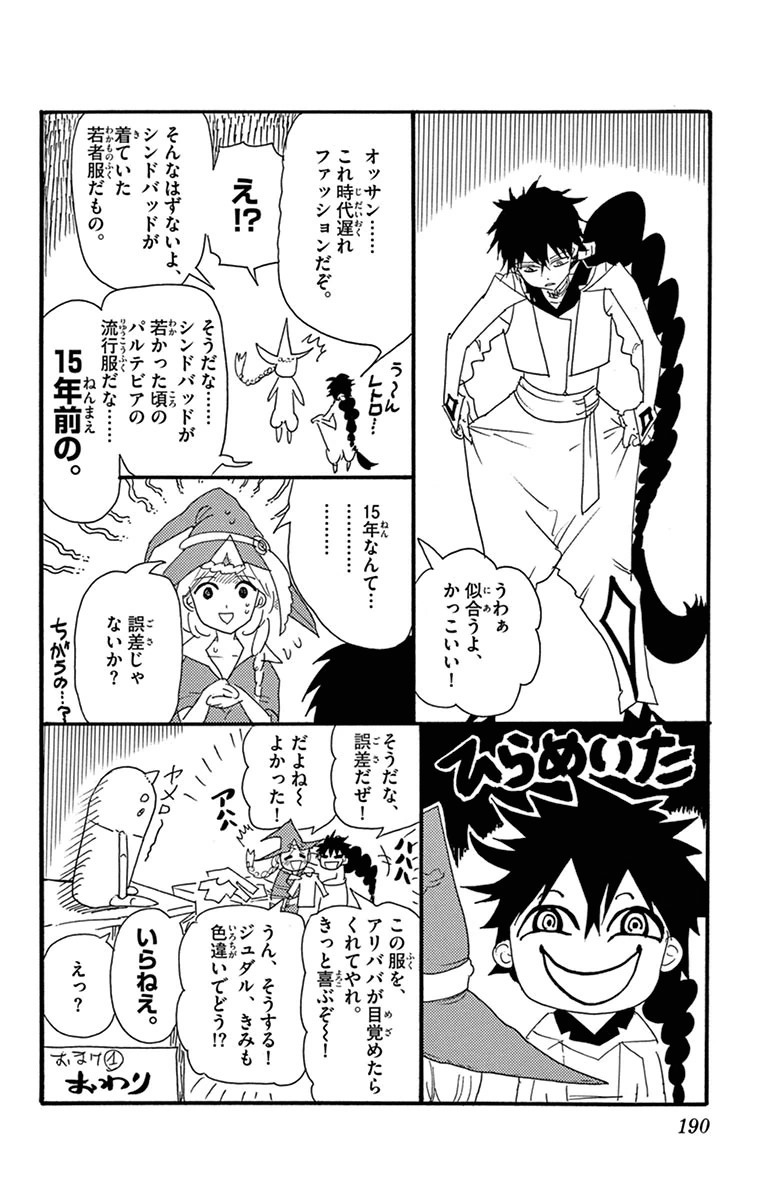 うわぁ
似合うよ、
かっこいい！
オッサン……
これ時代遅れ
ファッションだぞ。
う〜ん
レトロ…
え!?
そんなはずないよ、
シンドバッドが
着ていた
若者服だもの。
そうだな……
シンドバッドが
若かった頃の
パルテビアの
流行服だな……
15年前の。
15年なんて…
…………
…………
誤差じゃ
ないか？
ちがうの…？
ひらめいた
そうだな、
誤差だぜ！
だよね〜
よかった！
アハハ
ハハハ
ヤメロ
この服を、
アリババが目覚めたら
くれてやれ。
きっと喜ぶぞ〜！
うん、そうする！
ジュダル、きみも
色違いでどう!?
いらねえ。
えっ？
おまけ①
おわり
190